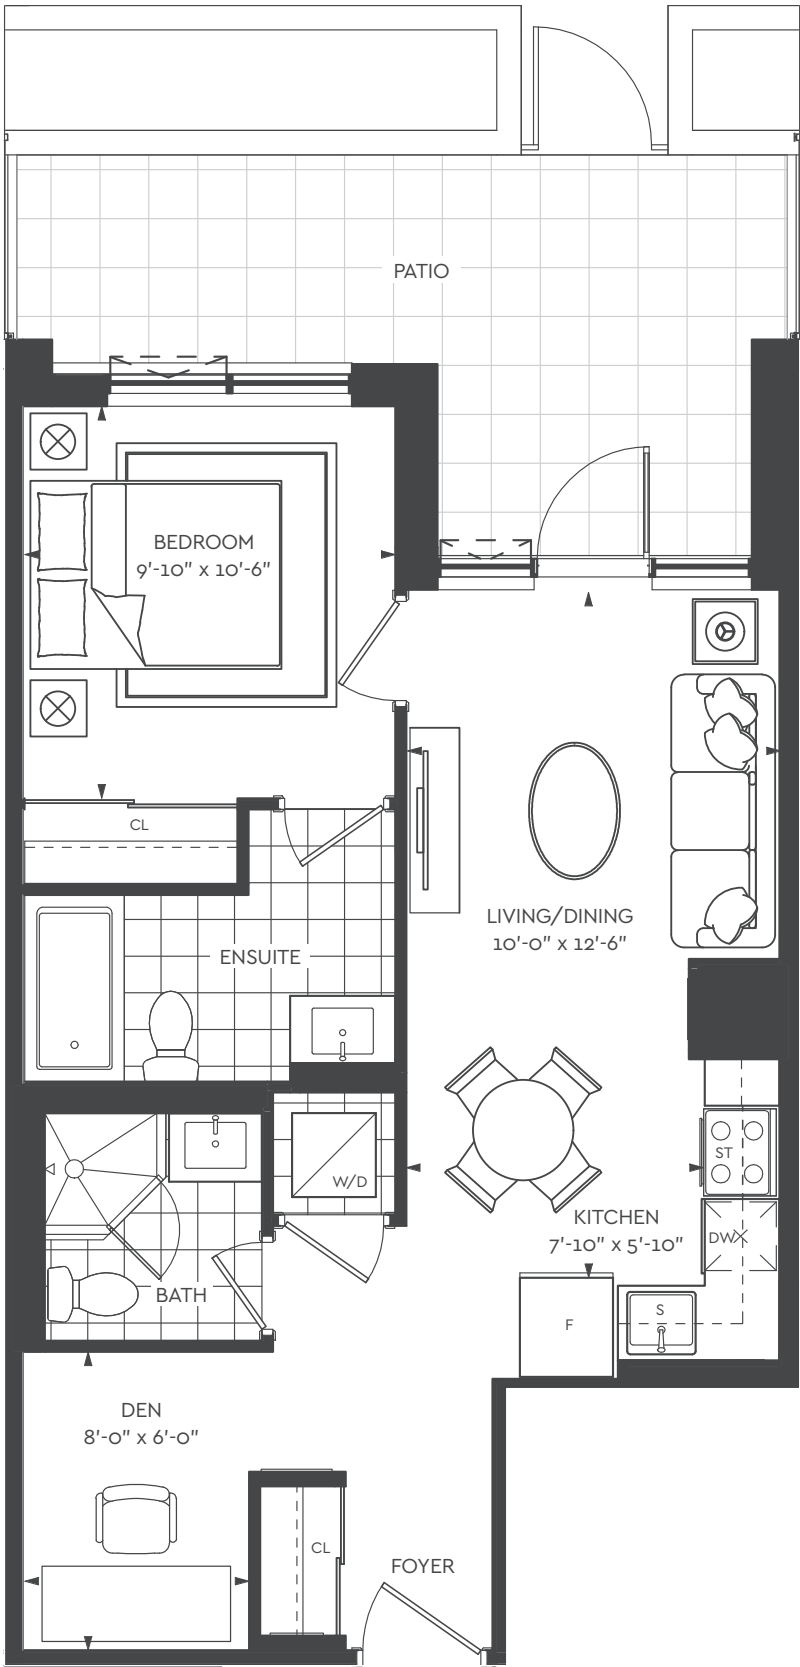 PATIO
BEDROOM
9'-10" x 10'-6"
CL
LIVING/DINING
10'-0" x 12'-6"
ENSUITE
ST
W/D
KITCHEN
7'-10" x 5'-10"
DW
BATH
S
F
DEN
8'-0" x 6'-0"
CL
FOYER